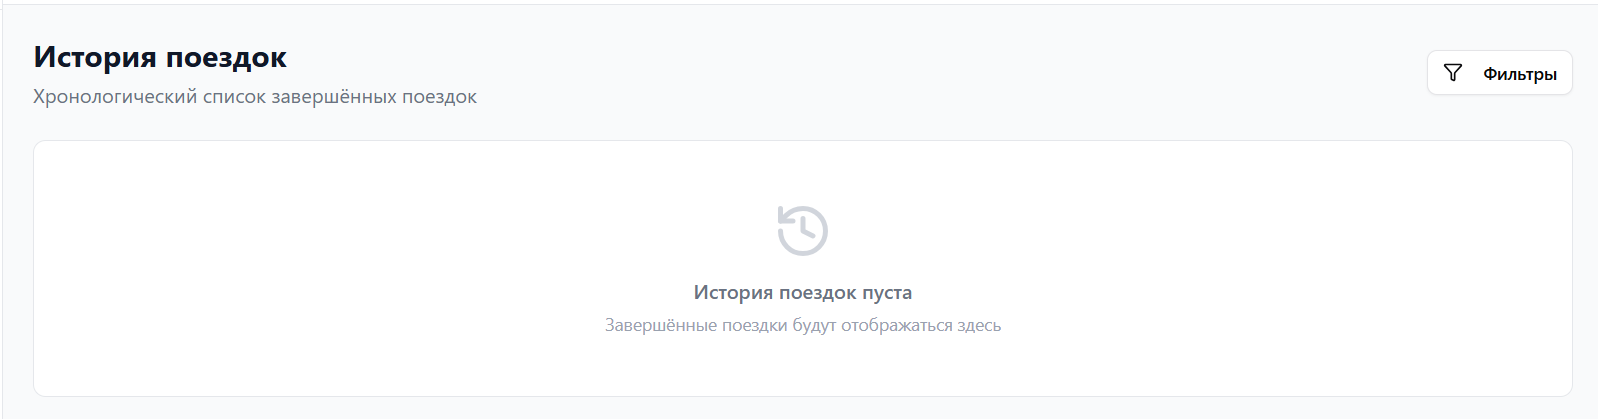 История поездок
Хронологический список завершённых поездок
Фильтры
История поездок пуста
Завершённые поездки будут отображаться здесь